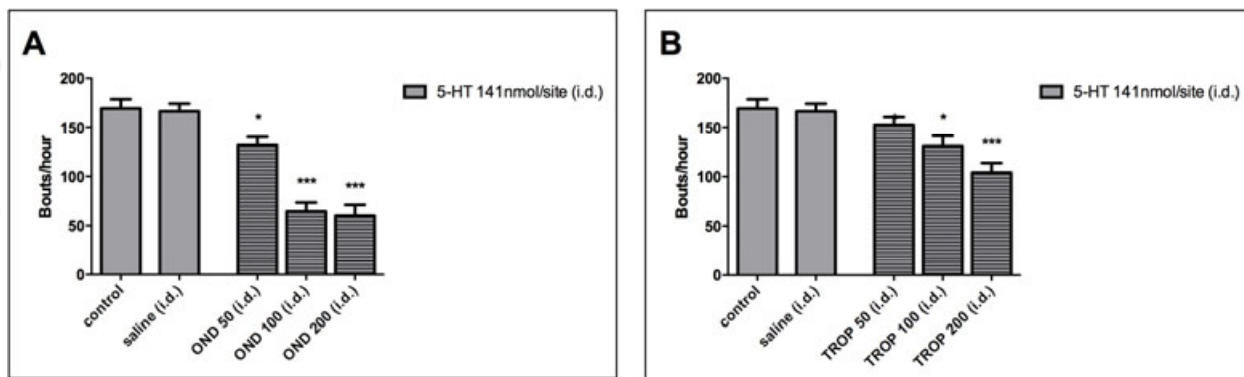 A
200
150
100
50
0
Bouts/hour
5-HT 141nmol/site (i.d.)
*
***
***
control
saline (i.d.)
OND 50 (i.d.)
OND 100 (i.d.)
OND 200 (i.d.)
B
200
150
100
50
0
Bouts/hour
5-HT 141nmol/site (i.d.)
*
***
control
saline (i.d.)
TROP 50 (i.d.)
TROP 100 (i.d.)
TROP 200 (i.d.)